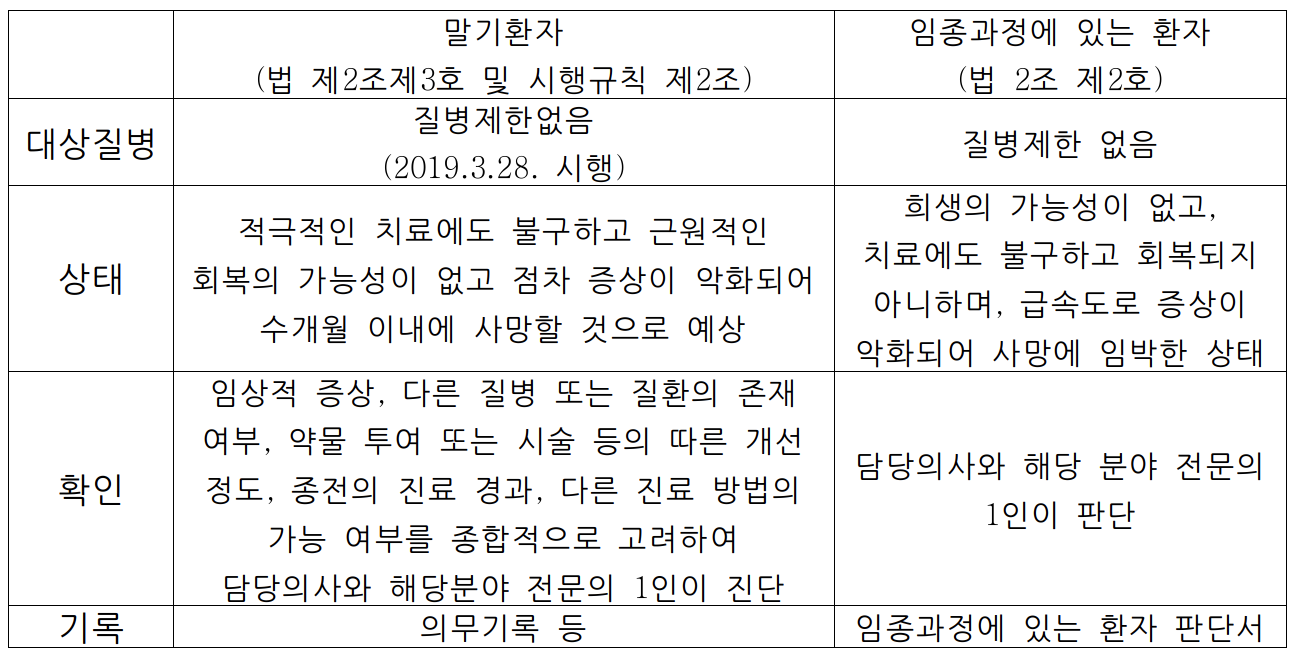 말기환자
(법 제2조제3호 및 시행규칙 제2조)
임종과정에 있는 환자
(법 2조 제2호)
대상질병
질병제한없음
(2019.3.28. 시행)
질병제한 없음
상태
적극적인 치료에도 불구하고 근원적인
회복의 가능성이 없고 점차 증상이 악화되어
수개월 이내에 사망할 것으로 예상
희생의 가능성이 없고,
치료에도 불구하고 회복되지
아니하며, 급속도로 증상이
악화되어 사망에 임박한 상태
확인
임상적 증상, 다른 질병 또는 질환의 존재
여부, 약물 투여 또는 시술 등의 따른 개선
정도, 종전의 진료 경과, 다른 진료 방법의
가능 여부를 종합적으로 고려하여
담당의사와 해당분야 전문의 1인이 진단
담당의사와 해당 분야 전문의
1인이 판단
기록
의무기록 등
임종과정에 있는 환자 판단서